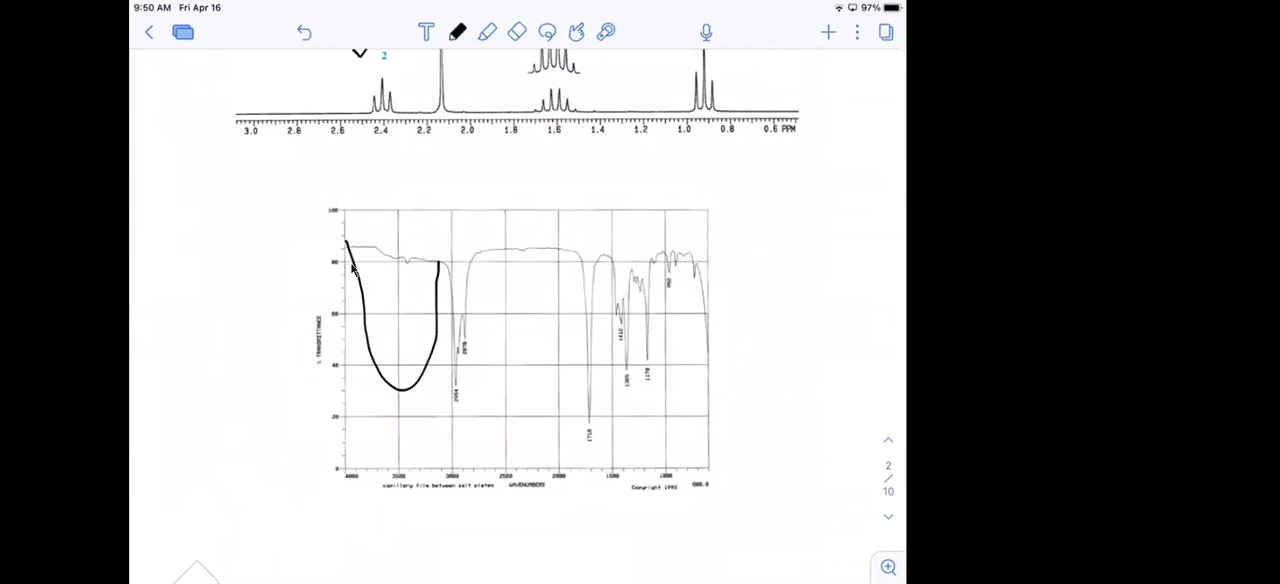 9:50 AM Fri Apr 16
97%
T
2
3.0 2.8 2.6 2.4 2.2 2.0 1.8 1.6 1.4 1.2 1.0 0.8 0.6 PPM
100
80
60
40
20
0
% TRANSMITTANCE
2964
2878
1718
1412
1365
1170
4000 3500 3000 2500 2000 1500 1000 600.0
capillary film between salt plates WAVENUMBERS Copyright 1992
2
/
10